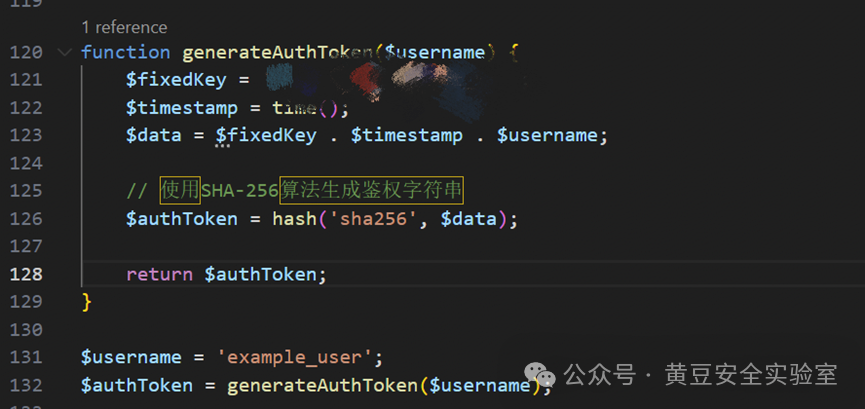 119
1 reference
120 function generateAuthToken($username) {
121 $fixedKey =
122 $timestamp = time();
123 $data = $fixedKey . $timestamp . $username;
124
125 // 使用SHA-256算法生成鉴权字符串
126 $authToken = hash('sha256', $data);
127
128 return $authToken;
129 }
130
131 $username = 'example_user';
132 $authToken = generateAuthToken($username);
公众号 · 黄豆安全实验室